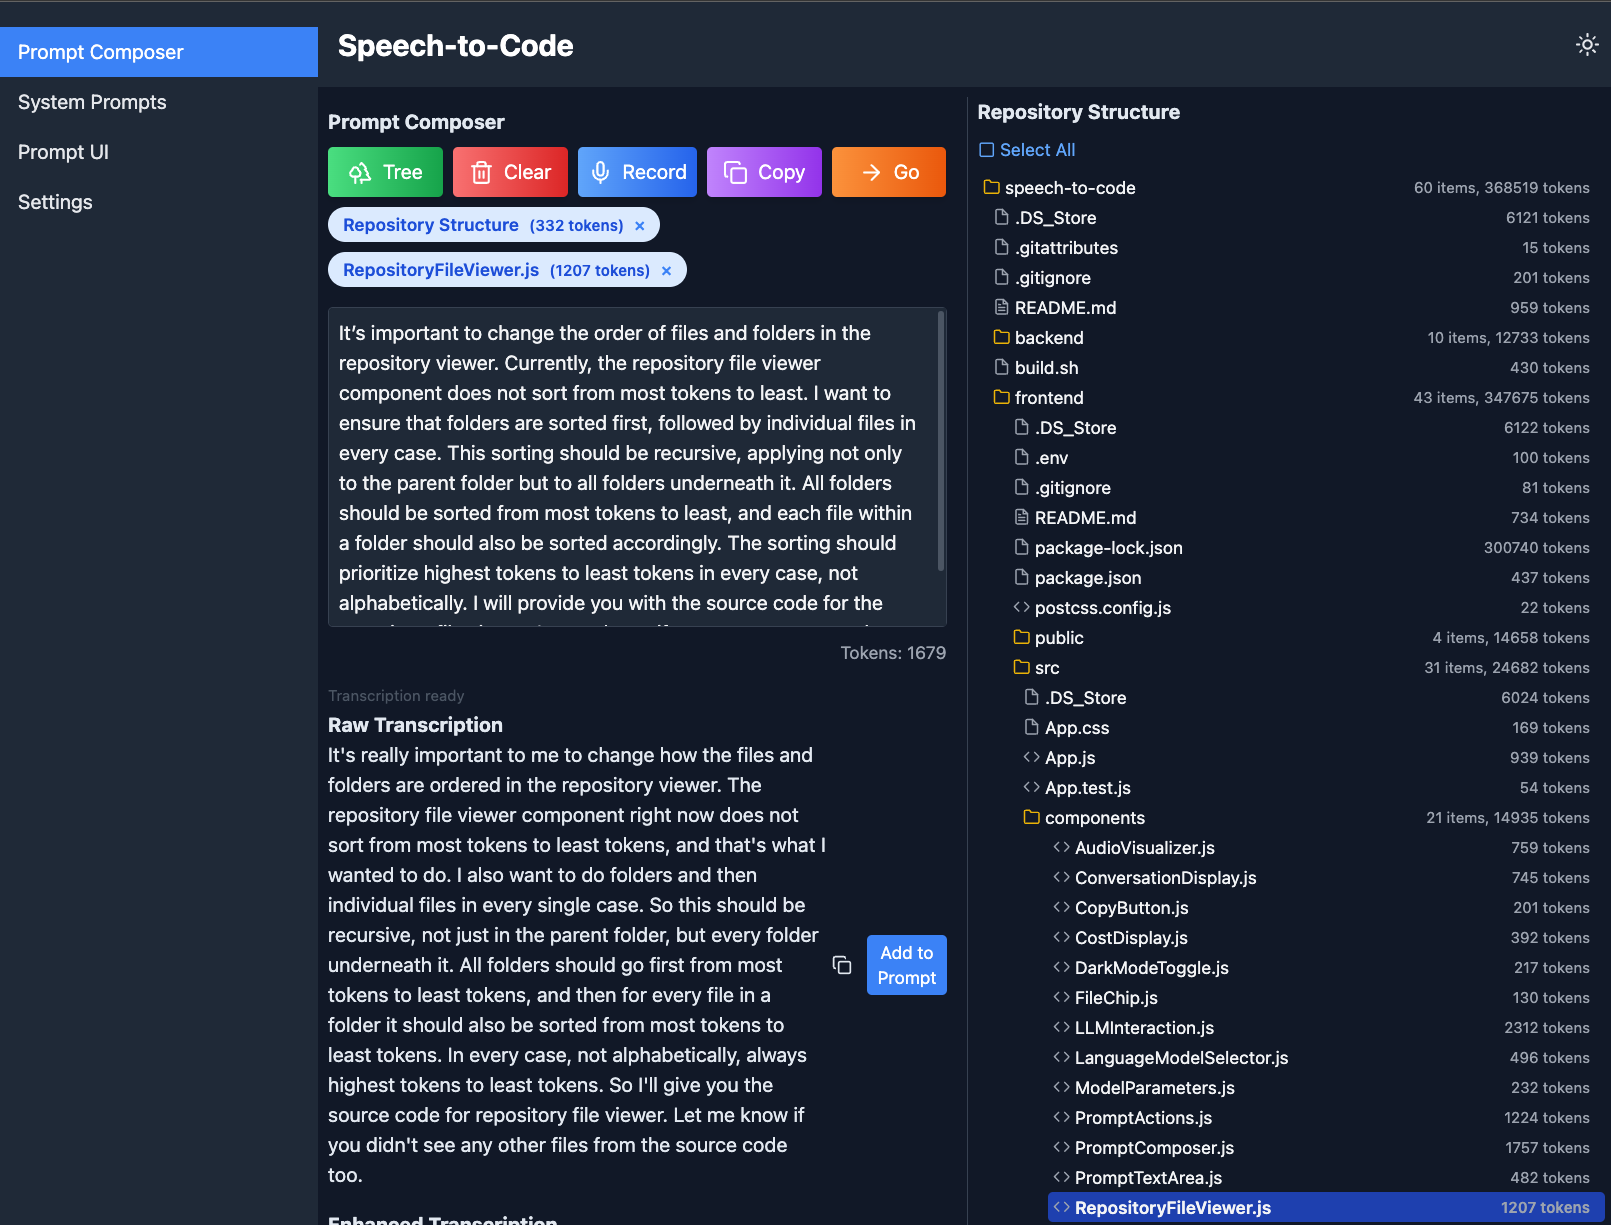 Prompt Composer
System Prompts
Prompt UI
Settings
Speech-to-Code
Prompt Composer
Tree
Clear
Record
Copy
Go
Repository Structure (332 tokens) ×
RepositoryFileViewer.js (1207 tokens) ×
It’s important to change the order of files and folders in the
repository viewer. Currently, the repository file viewer
component does not sort from most tokens to least. I want to
ensure that folders are sorted first, followed by individual files in
every case. This sorting should be recursive, applying not only
to the parent folder but to all folders underneath it. All folders
should be sorted from most tokens to least, and each file within
a folder should also be sorted accordingly. The sorting should
prioritize highest tokens to least tokens in every case, not
alphabetically. I will provide you with the source code for the
Tokens: 1679
Transcription ready
Raw Transcription
It's really important to me to change how the files and
folders are ordered in the repository viewer. The
repository file viewer component right now does not
sort from most tokens to least tokens, and that's what I
wanted to do. I also want to do folders and then
individual files in every single case. So this should be
recursive, not just in the parent folder, but every folder
underneath it. All folders should go first from most
tokens to least tokens, and then for every file in a
folder it should also be sorted from most tokens to
least tokens. In every case, not alphabetically, always
highest tokens to least tokens. So I'll give you the
source code for repository file viewer. Let me know if
you didn't see any other files from the source code
too.
Add to
Prompt
Enhanced Transcription
Repository Structure
Select All
speech-to-code 60 items, 368519 tokens
.DS_Store 6121 tokens
.gitattributes 15 tokens
.gitignore 201 tokens
README.md 959 tokens
backend 10 items, 12733 tokens
build.sh 430 tokens
frontend 43 items, 347675 tokens
.DS_Store 6122 tokens
.env 100 tokens
.gitignore 81 tokens
README.md 734 tokens
package-lock.json 300740 tokens
package.json 437 tokens
postcss.config.js 22 tokens
public 4 items, 14658 tokens
src 31 items, 24682 tokens
.DS_Store 6024 tokens
App.css 169 tokens
App.js 939 tokens
App.test.js 54 tokens
components 21 items, 14935 tokens
AudioVisualizer.js 759 tokens
ConversationDisplay.js 745 tokens
CopyButton.js 201 tokens
CostDisplay.js 392 tokens
DarkModeToggle.js 217 tokens
FileChip.js 130 tokens
LLMInteraction.js 2312 tokens
LanguageModelSelector.js 496 tokens
ModelParameters.js 232 tokens
PromptActions.js 1224 tokens
PromptComposer.js 1757 tokens
PromptTextArea.js 482 tokens
RepositoryFileViewer.js 1207 tokens